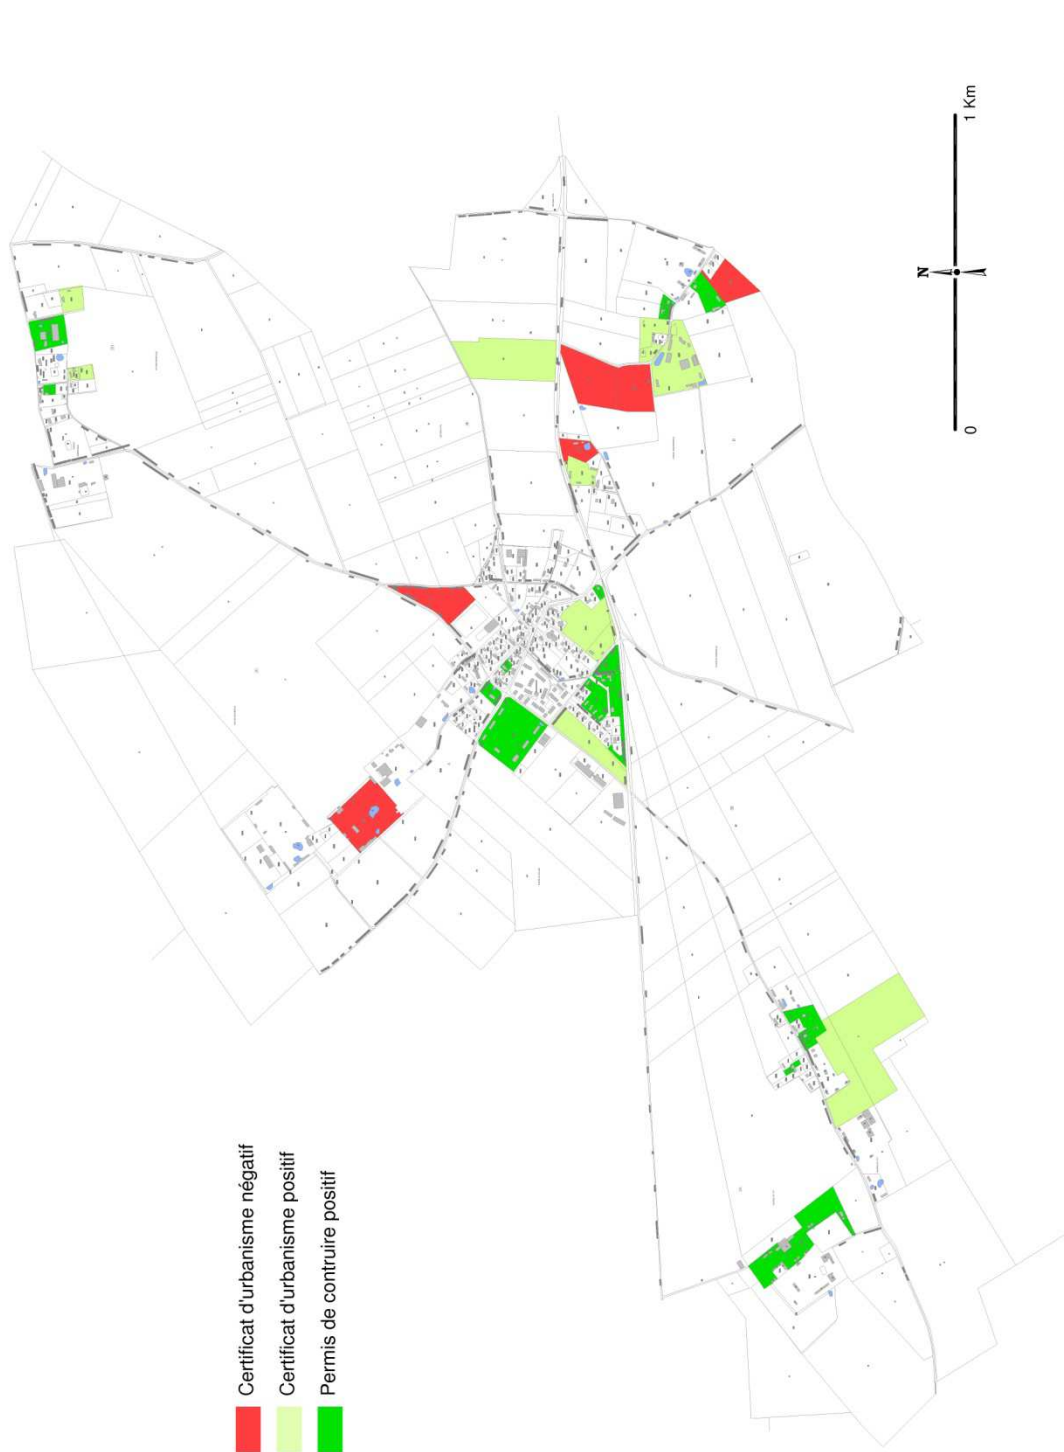 Certificat d'urbanisme négatif
Certificat d'urbanisme positif
Permis de contruire positif
N
0
1 Km